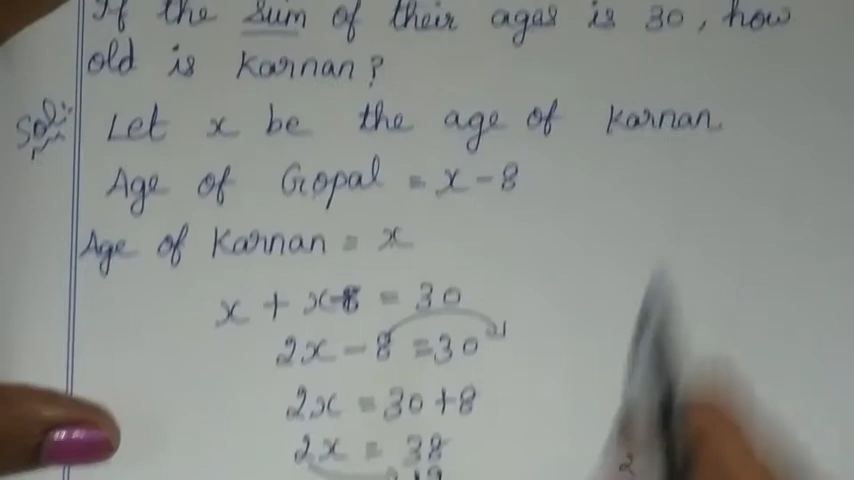 If the Sum of their ages is 30, how
old is Karnan?
Sol:
Let x be the age of Karnan.
Age of Gopal = x - 8
Age of Karnan = x
x + x-8 = 30
2x - 8 = 30
2x = 30 + 8
2x = 38
2